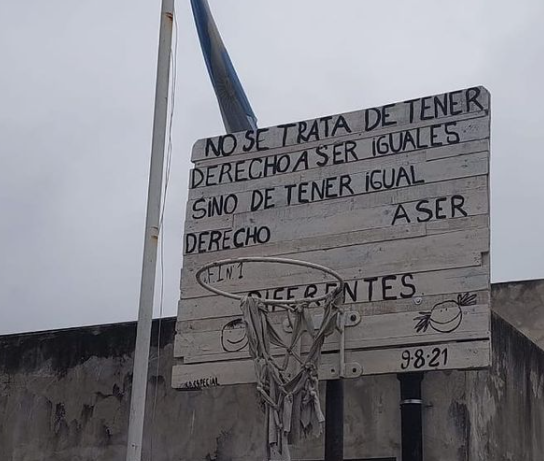 NO SE TRATA DE TENER
DERECHO A SER IGUALES
SINO DE TENER IGUAL
DERECHO A SER
DIFERENTES
9-8-21